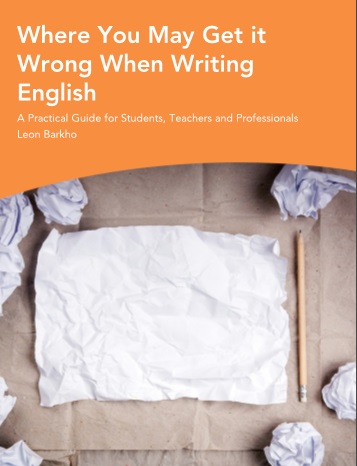 Where You May Get it
Wrong When Writing
English
A Practical Guide for Students, Teachers and Professionals
Leon Barkho